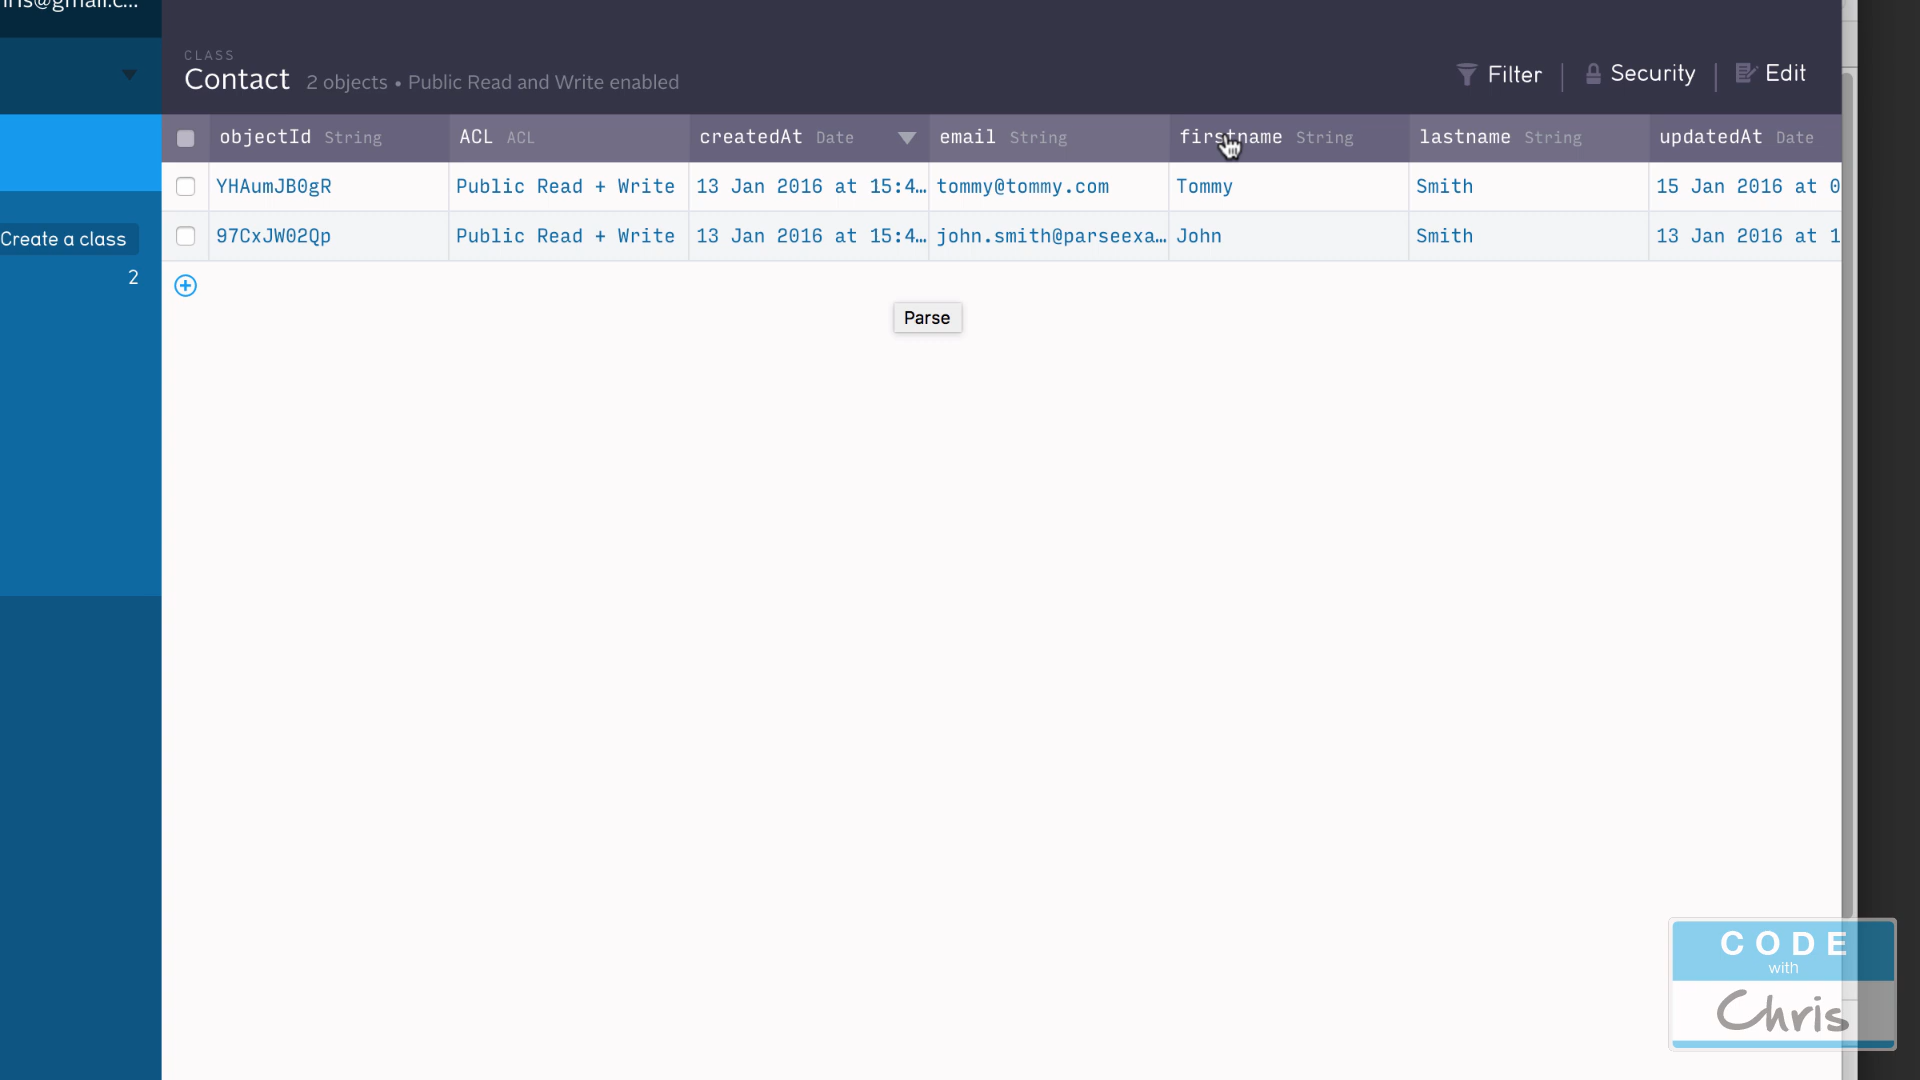 CLASS
Contact 2 objects • Public Read and Write enabled
Filter Security Edit
objectId String ACL ACL createdAt Date email String firstname String lastname String updatedAt Date
YHAumJB0gR Public Read + Write 13 Jan 2016 at 15:4… tommy@tommy.com Tommy Smith 15 Jan 2016 at 0
97CxJW02Qp Public Read + Write 13 Jan 2016 at 15:4… john.smith@parseexa… John Smith 13 Jan 2016 at 1
Create a class
2
Parse
CODE
with
Chris